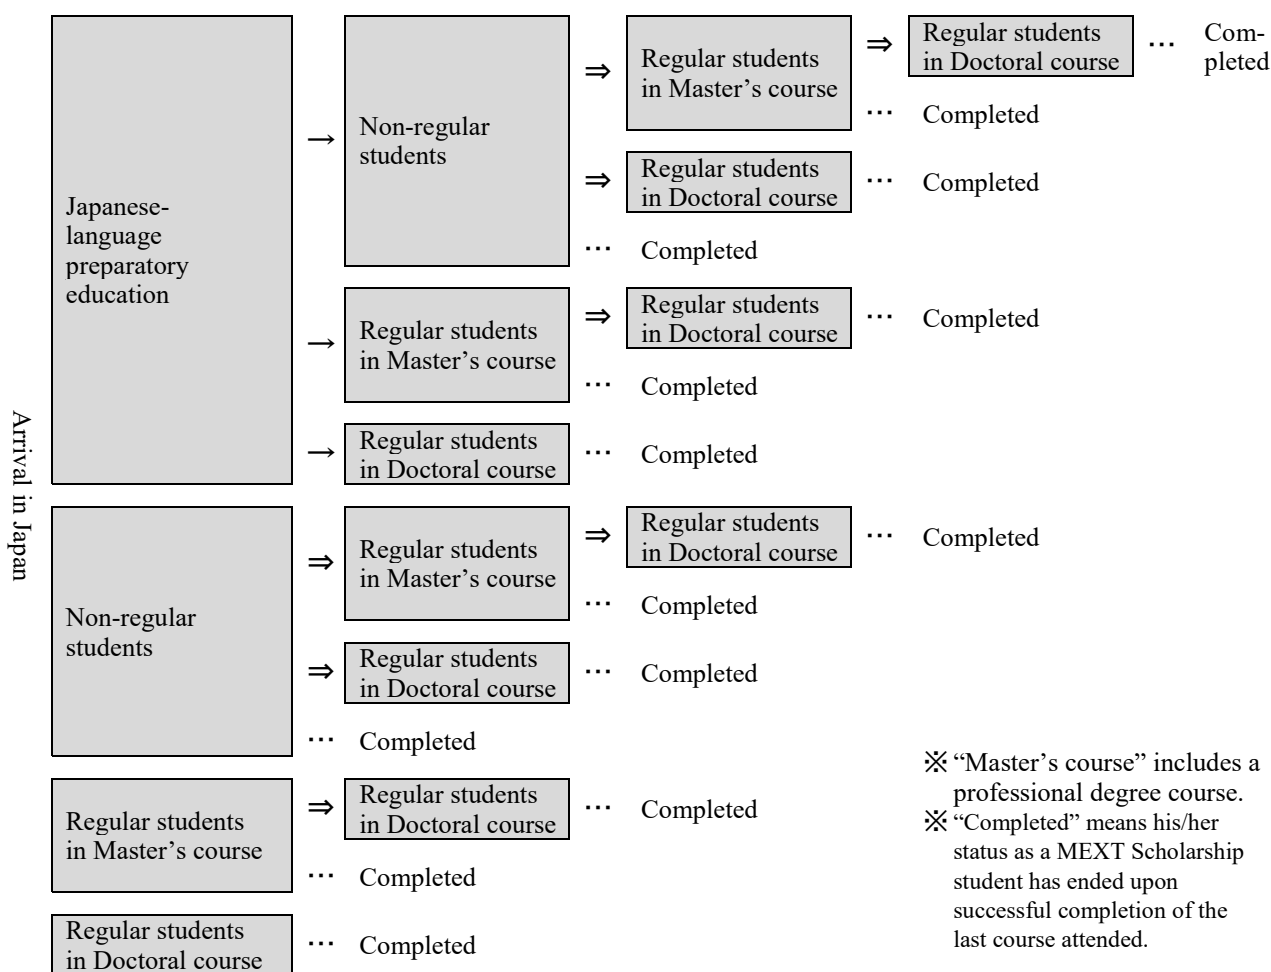 Arrival in Japan
Japanese-
language
preparatory
education
→
Non-regular
students
⇒
Regular students
in Master’s course
⇒
Regular students
in Doctoral course
…
Com-
pleted
…
Completed
⇒
Regular students
in Doctoral course
…
Completed
…
Completed
→
Regular students
in Master’s course
⇒
Regular students
in Doctoral course
…
Completed
…
Completed
→
Regular students
in Doctoral course
…
Completed
Non-regular
students
⇒
Regular students
in Master’s course
⇒
Regular students
in Doctoral course
…
Completed
…
Completed
⇒
Regular students
in Doctoral course
…
Completed
…
Completed
Regular students
in Master’s course
⇒
Regular students
in Doctoral course
…
Completed
…
Completed
Regular students
in Doctoral course
…
Completed
※ “Master’s course” includes a
professional degree course.
※ “Completed” means his/her
status as a MEXT Scholarship
student has ended upon
successful completion of the
last course attended.